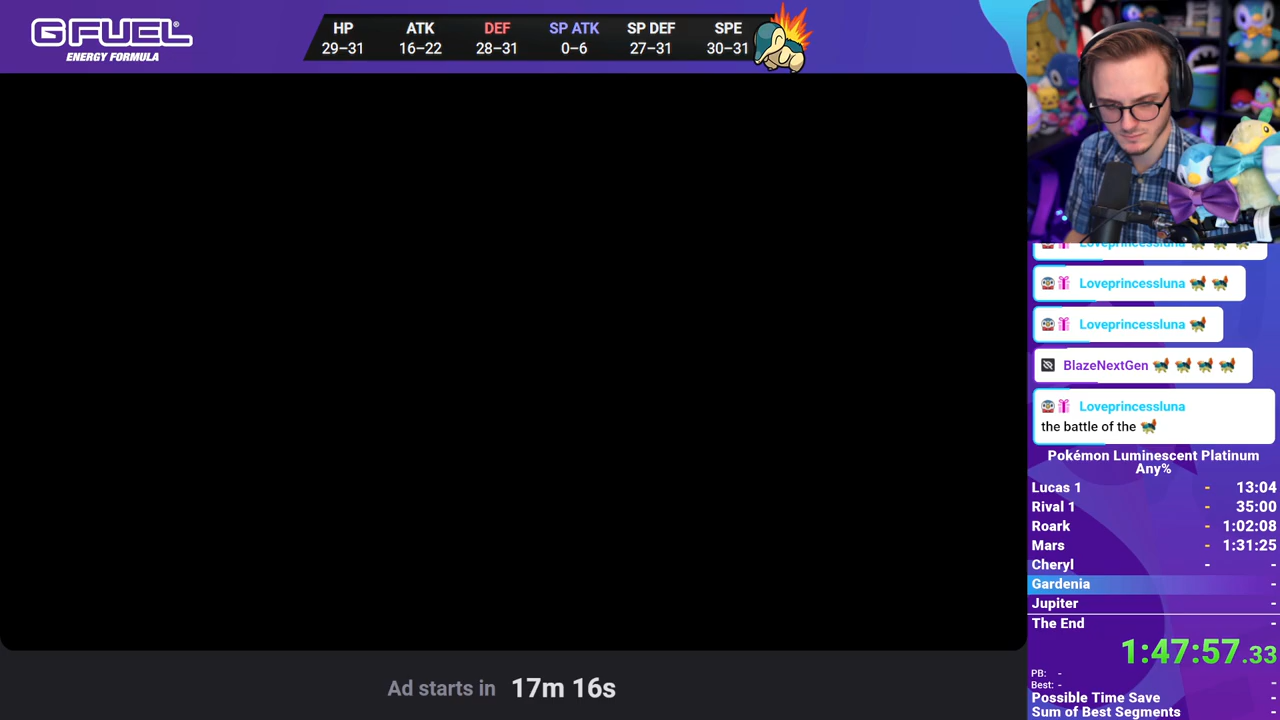 G FUEL®
ENERGY FORMULA
HP ATK DEF SP ATK SP DEF SPE
29–31 16–22 28–31 0–6 27–31 30–31
Loveprincessluna
Loveprincessluna
Loveprincessluna
BlazeNextGen
Loveprincessluna
the battle of the
Pokémon Luminescent Platinum
Any%
Lucas 1 - 13:04
Rival 1 - 35:00
Roark - 1:02:08
Mars - 1:31:25
Cheryl - -
Gardenia -
Jupiter -
The End -
1:47:57.33
PB: -
Best: - -
Possible Time Save -
Sum of Best Segments -
Ad starts in 17m 16s